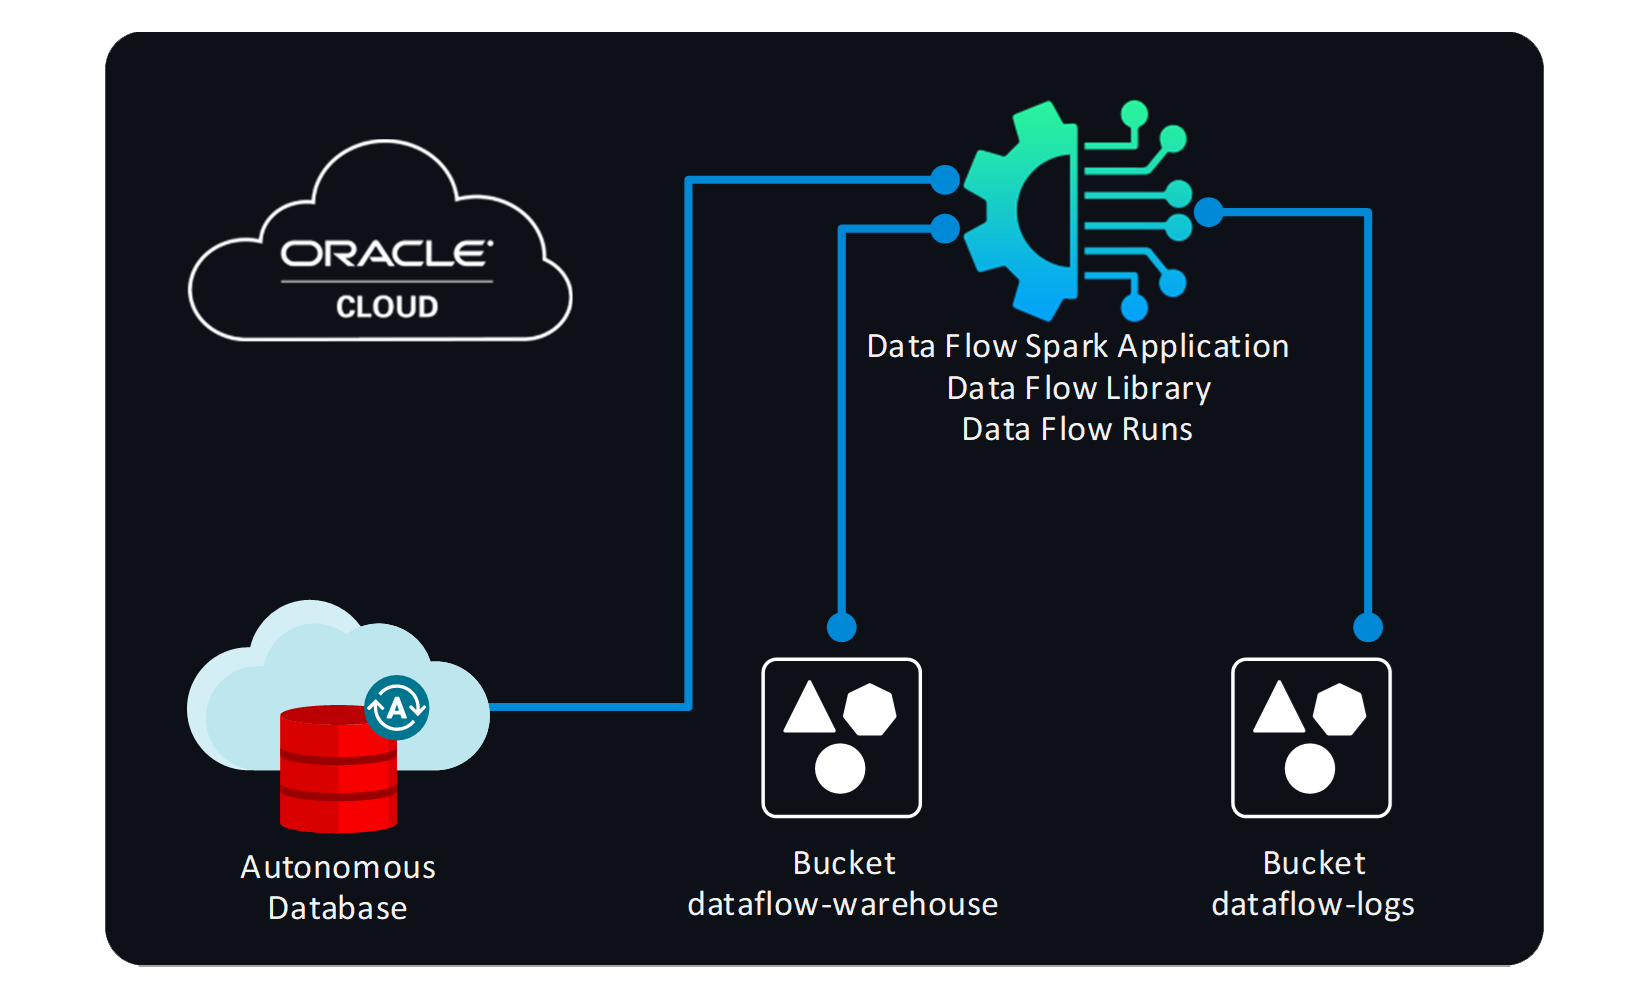 ORACLE
CLOUD
Data Flow Spark Application
Data Flow Library
Data Flow Runs
A
Autonomous
Database
Bucket
dataflow-warehouse
Bucket
dataflow-logs